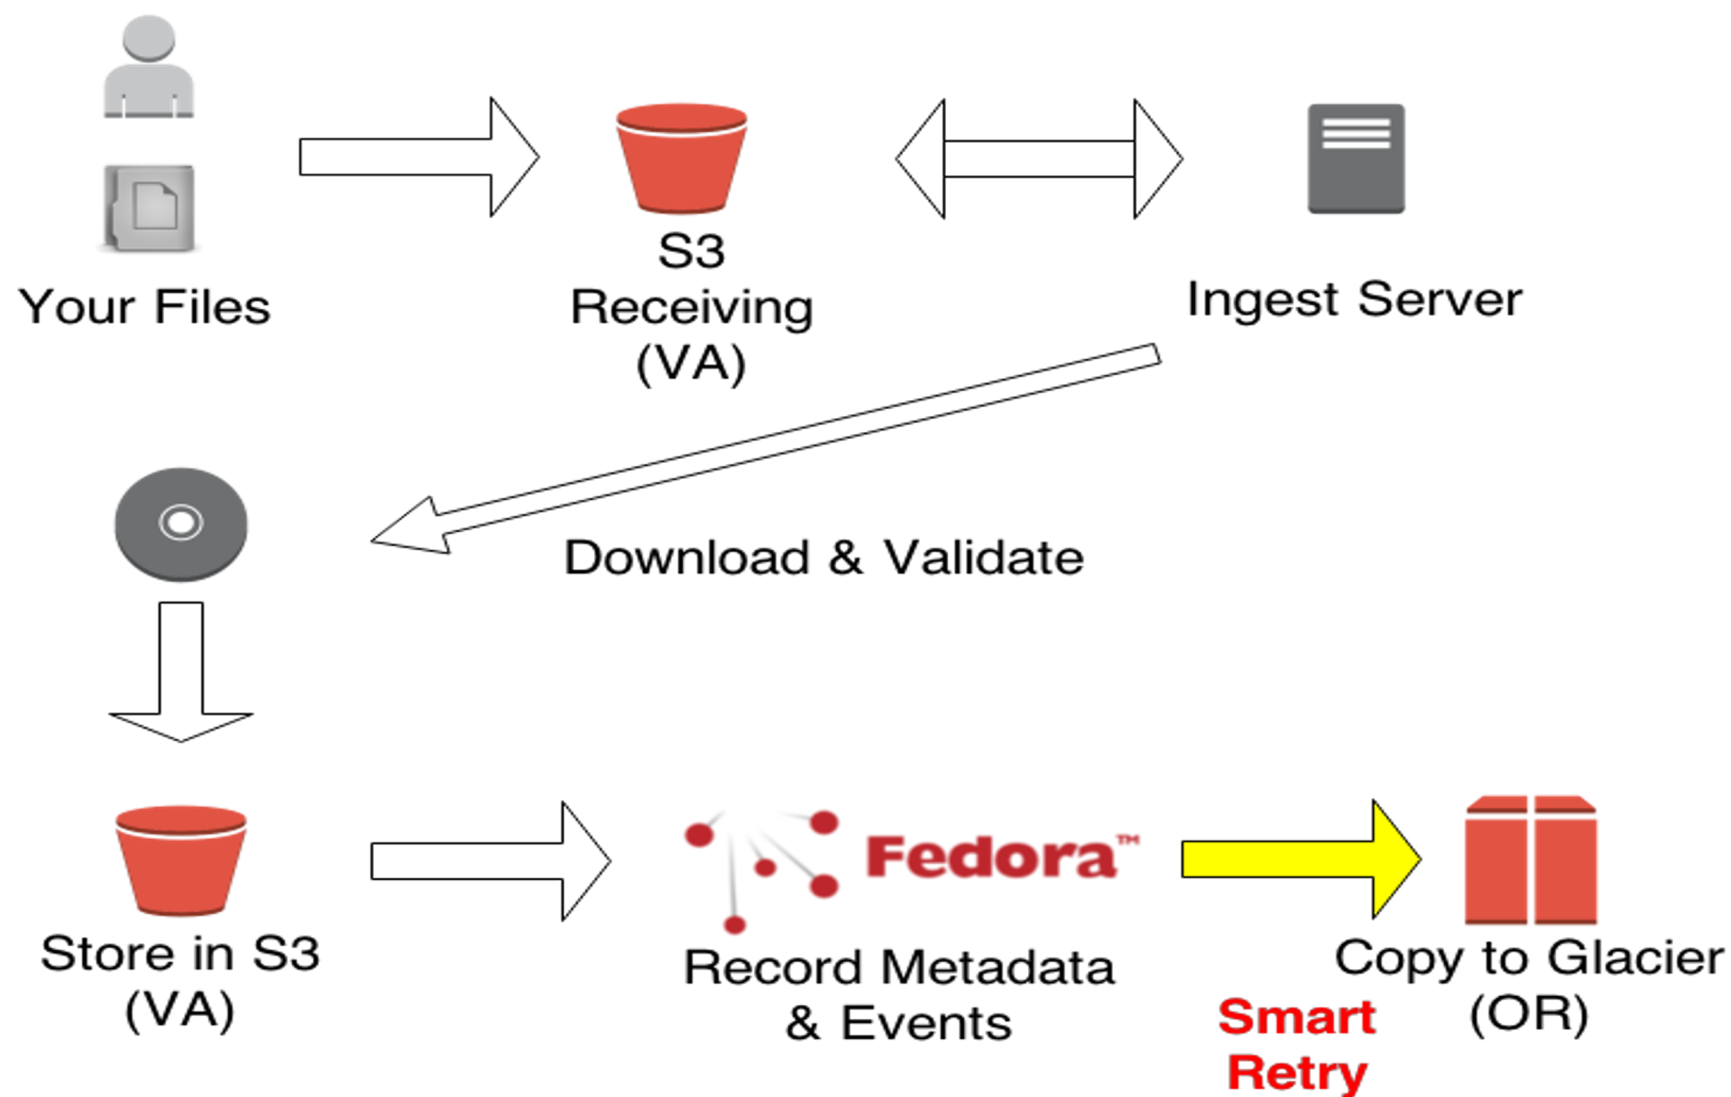 S3
Receiving
(VA)
Your Files
Ingest Server
Download & Validate
Fedora™
Store in S3
(VA)
Record Metadata
& Events
Copy to Glacier
(OR)
Smart
Retry